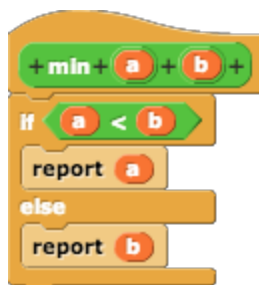 +min+ a + b +
if a < b
report a
else
report b